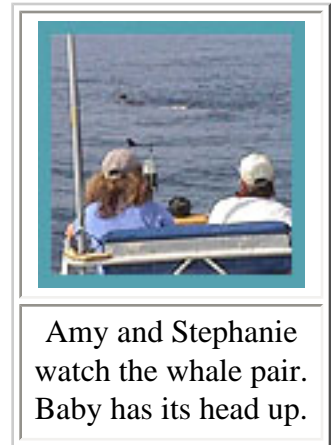 Amy and Stephanie
watch the whale pair.
Baby has its head up.